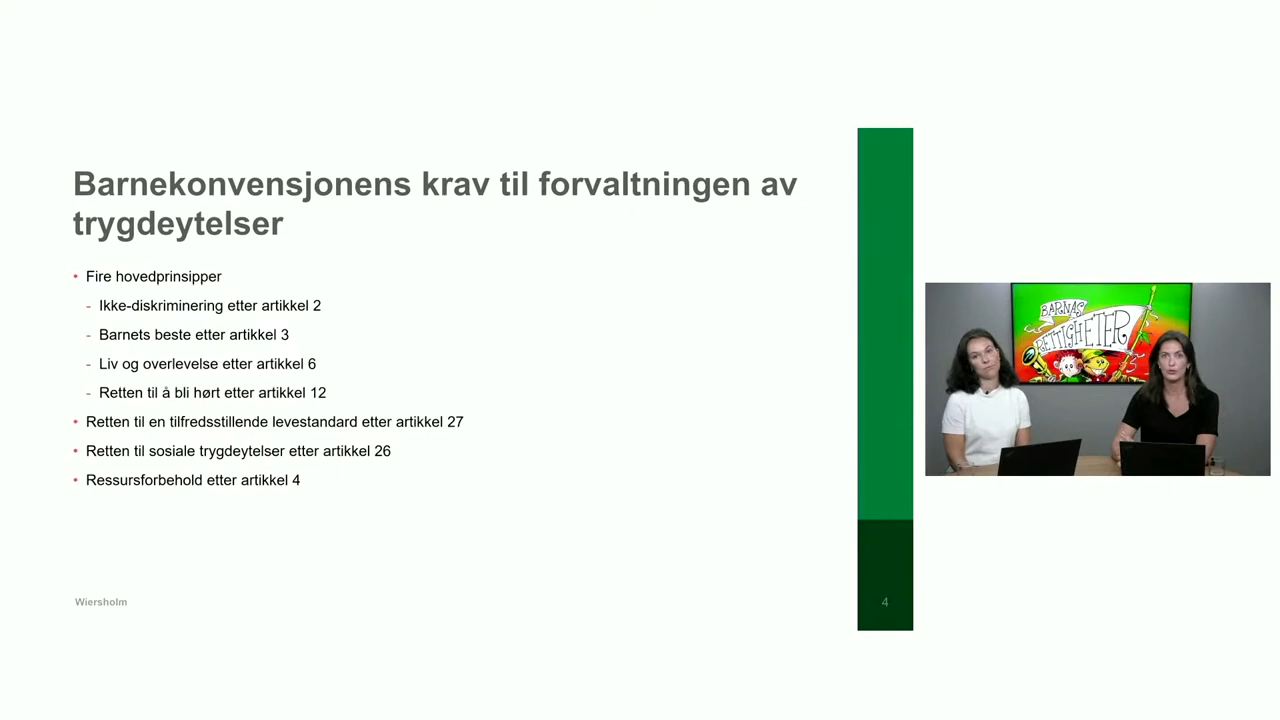 Barnekonvensjonens krav til forvaltningen av
trygdeytelser
• Fire hovedprinsipper
- Ikke-diskriminering etter artikkel 2
- Barnets beste etter artikkel 3
- Liv og overlevelse etter artikkel 6
- Retten til å bli hørt etter artikkel 12
• Retten til en tilfredsstillende levestandard etter artikkel 27
• Retten til sosiale trygdeytelser etter artikkel 26
• Ressursforbehold etter artikkel 4
Wiersholm
4
BARNAS
RETTIGHETER